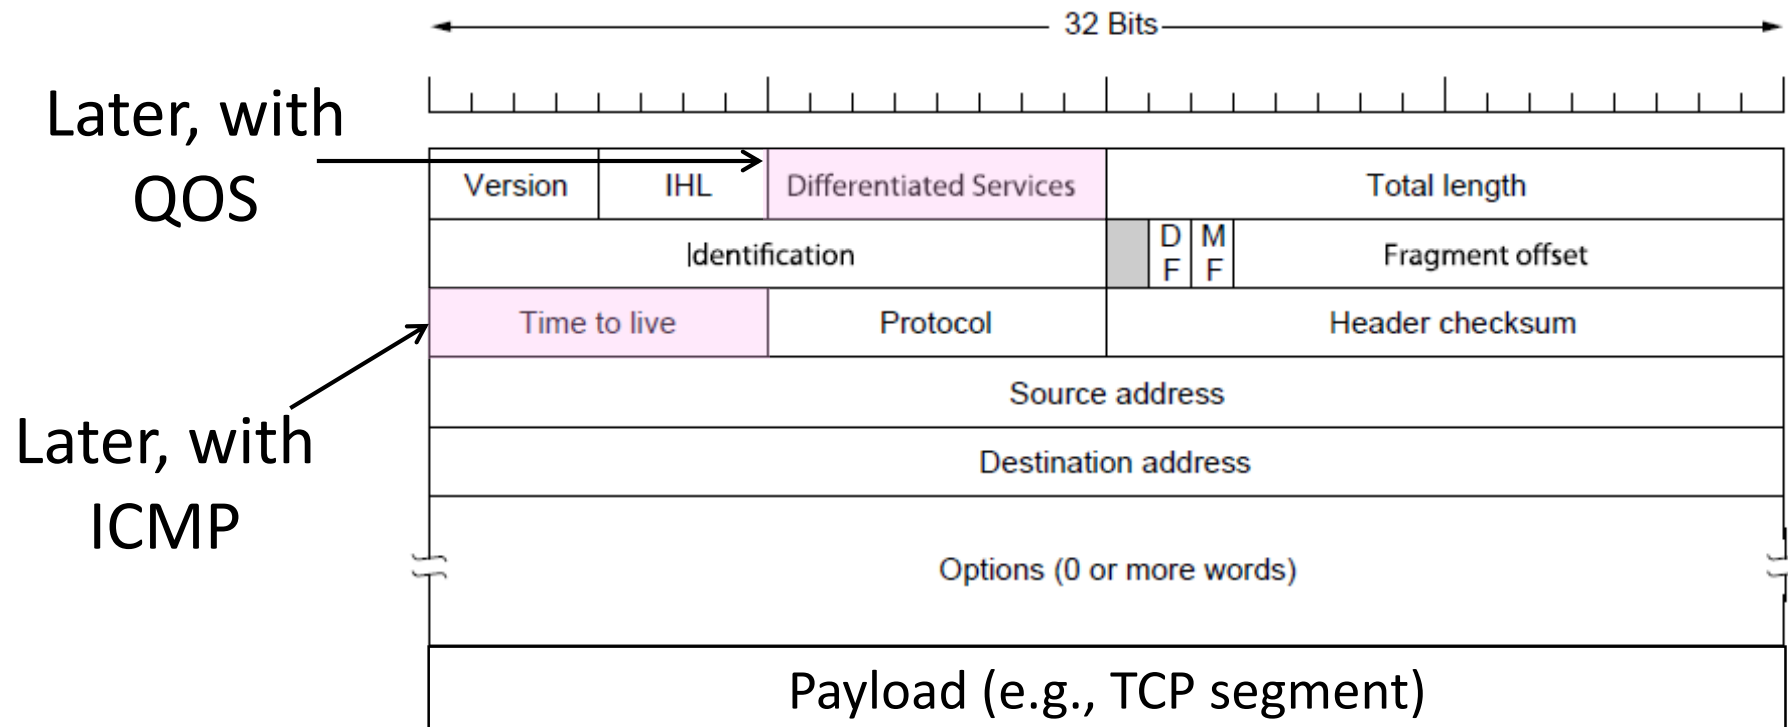 32 Bits
Later, with
QOS
Version IHL Differentiated Services Total length
Identification D F M F Fragment offset
Time to live Protocol Header checksum
Later, with
ICMP
Source address
Destination address
Options (0 or more words)
Payload (e.g., TCP segment)